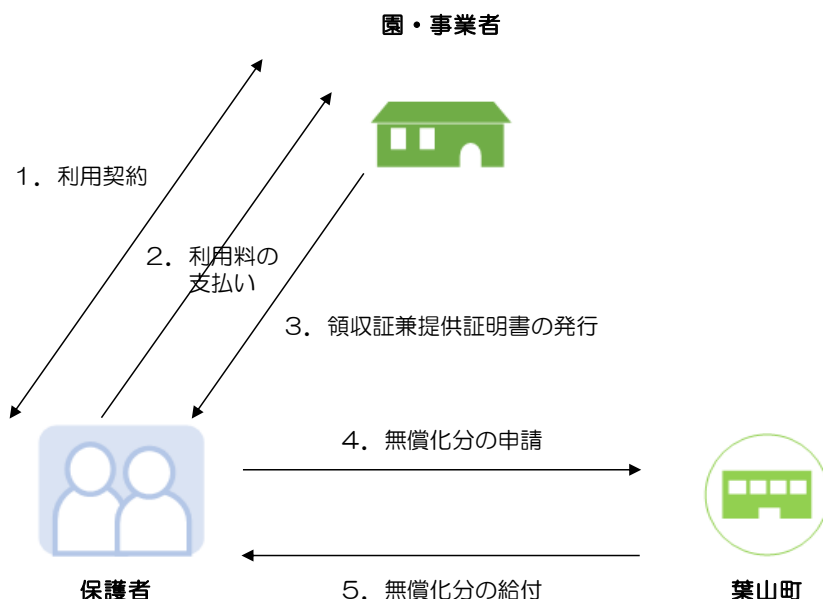 園・事業者
1．利用契約
2．利用料の
支払い
3．領収証兼提供証明書の発行
4．無償化分の申請
5．無償化分の給付
保護者
葉山町